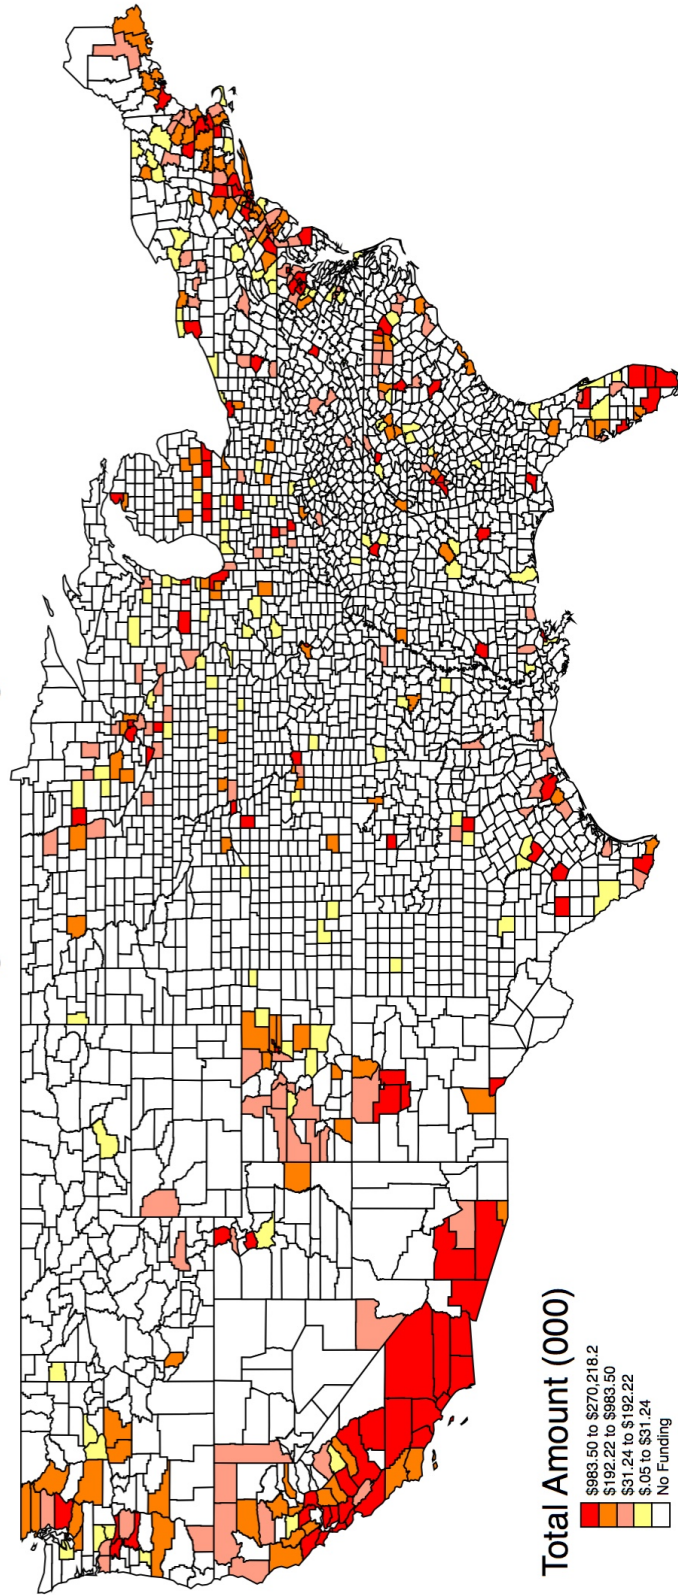 Total Amount (000)
$983.50 to $270,218.2
$192.22 to $983.50
$31.24 to $192.22
$.05 to $31.24
No Funding